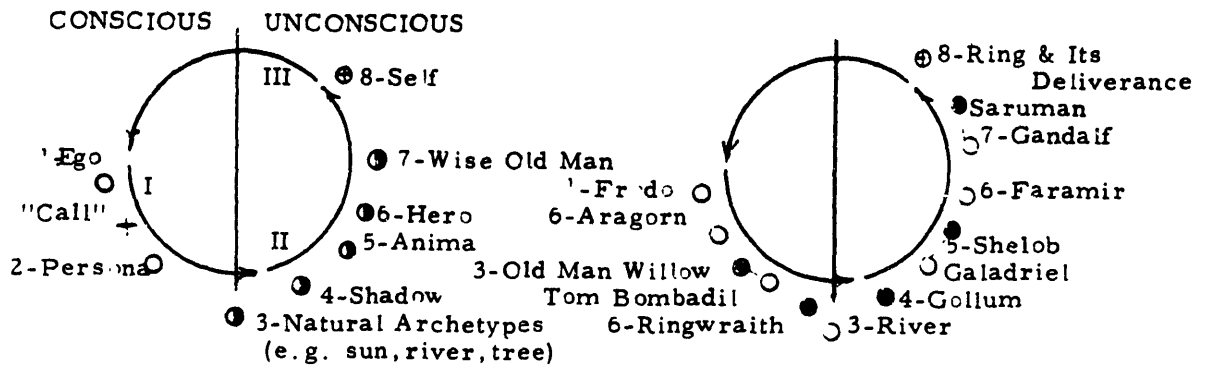 CONSCIOUS UNCONSCIOUS
III
8-Self
7-Wise Old Man
'-Ego
I
"Call"
6-Hero
5-Anima
II
2-Persona
4-Shadow
3-Natural Archetypes
(e.g. sun, river, tree)
8-Ring & Its
Deliverance
Saruman
7-Gandalf
'-Frodo
6-Faramir
6-Aragorn
5-Shelob
Galadriel
3-Old Man Willow
Tom Bombadil
4-Gollum
6-Ringwraith
3-River